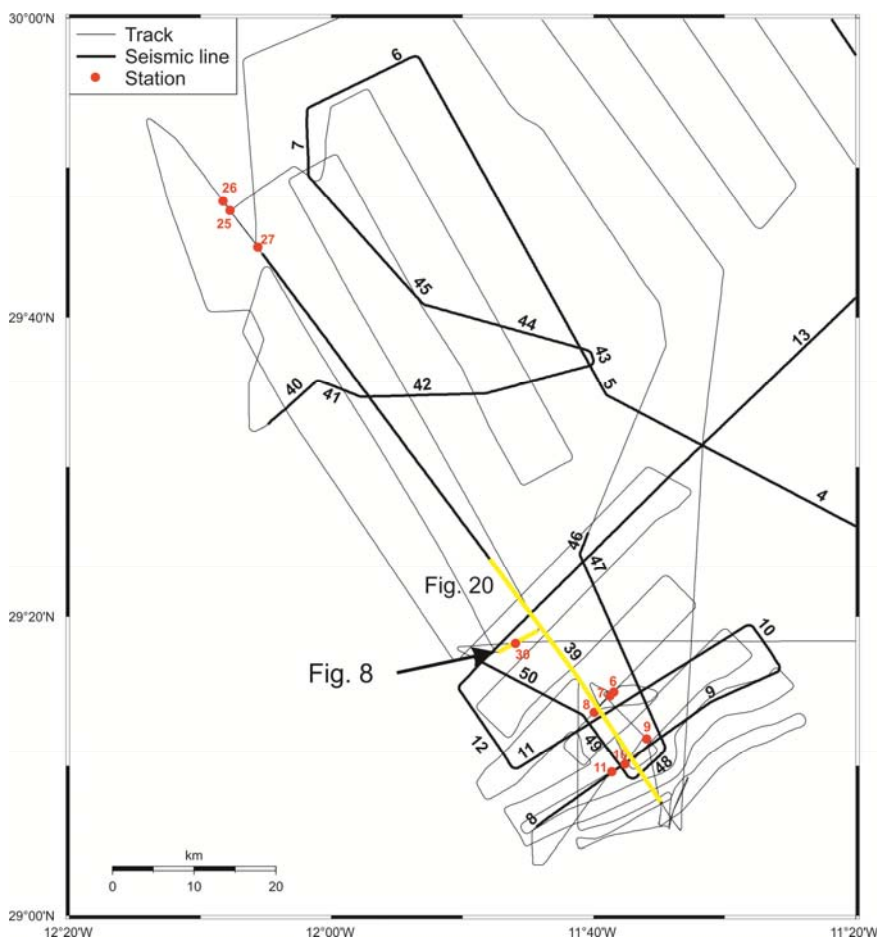 30°00'N
Track
Seismic line
Station
6
7
26
25
27
45
29°40'N
44
43
13
5
40
41
42
4
46
47
Fig. 20
29°20'N
39
10
30
Fig. 8
50
6
7
9
8
9
12
11
49
10
48
11
8
km
0
10
20
29°00'N
12°20'W
12°00'W
11°40'W
11°20'W